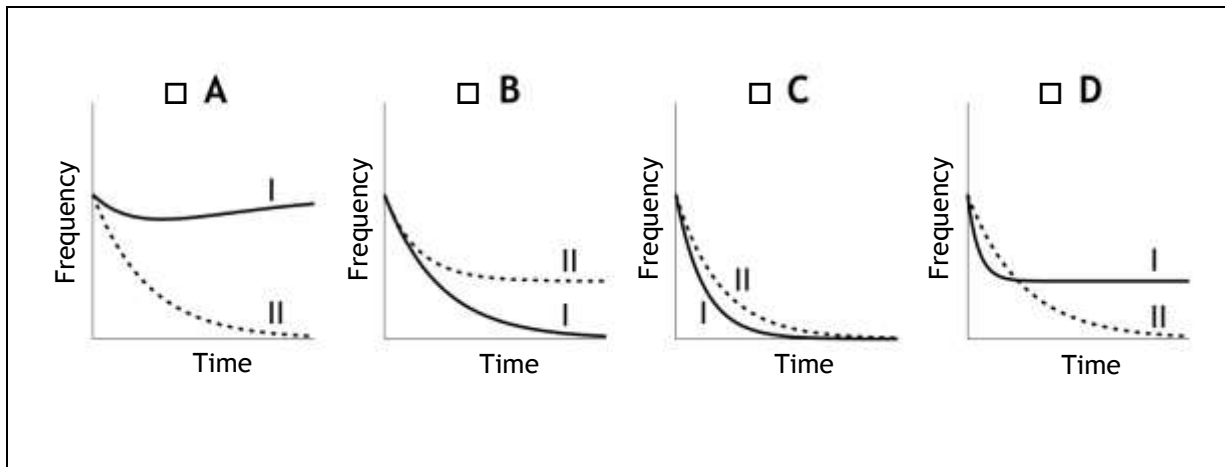 □ A
□ B
□ C
□ D
Frequency
I
II
Time
Frequency
II
I
Time
Frequency
II
I
Time
Frequency
I
II
Time